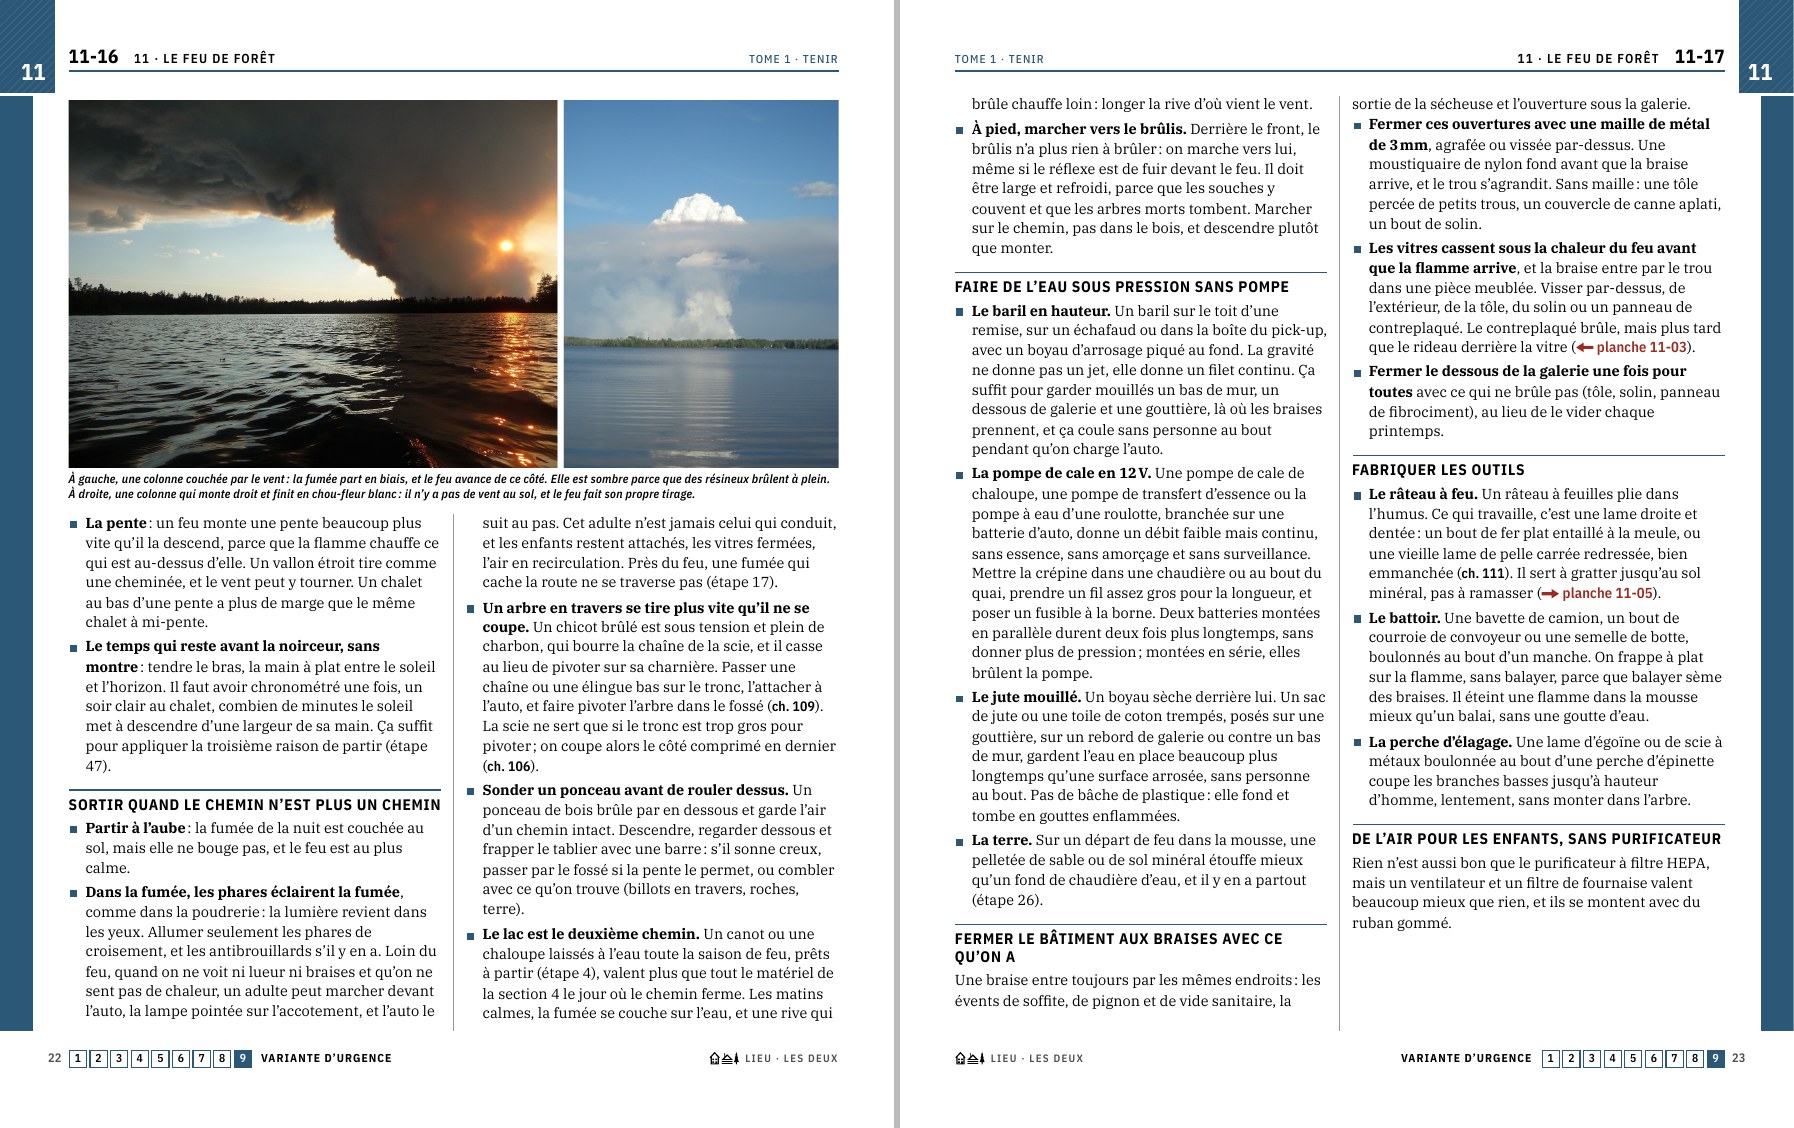 11
11-16 11 · LE FEU DE FORÊT
TOME 1 · TENIR
À gauche, une colonne couchée par le vent : la fumée part en biais, et le feu avance de ce côté. Elle est sombre parce que des résineux brûlent à plein.
À droite, une colonne qui monte droit et finit en chou-fleur blanc : il n’y a pas de vent au sol, et le feu fait son propre tirage.
La pente : un feu monte une pente beaucoup plus
vite qu’il la descend, parce que la flamme chauffe ce
qui est au-dessus d’elle. Un vallon étroit tire comme
une cheminée, et le vent peut y tourner. Un chalet
au bas d’une pente a plus de marge que le même
chalet à mi-pente.
Le temps qui reste avant la noirceur, sans
montre : tendre le bras, la main à plat entre le soleil
et l’horizon. Il faut avoir chronométré une fois, un
soir clair au chalet, combien de minutes le soleil
met à descendre d’une largeur de sa main. Ça suffit
pour appliquer la troisième raison de partir (étape
47).
SORTIR QUAND LE CHEMIN N’EST PLUS UN CHEMIN
Partir à l’aube : la fumée de la nuit est couchée au
sol, mais elle ne bouge pas, et le feu est au plus
calme.
Dans la fumée, les phares éclairent la fumée,
comme dans la poudrerie : la lumière revient dans
les yeux. Allumer seulement les phares de
croisement, et les antibrouillards s’il y en a. Loin du
feu, quand on ne voit ni lueur ni braises et qu’on ne
sent pas de chaleur, un adulte peut marcher devant
l’auto, la lampe pointée sur l’accotement, et l’auto le
suit au pas. Cet adulte n’est jamais celui qui conduit,
et les enfants restent attachés, les vitres fermées,
l’air en recirculation. Près du feu, une fumée qui
cache la route ne se traverse pas (étape 17).
Un arbre en travers se tire plus vite qu’il ne se
coupe. Un chicot brûlé est sous tension et plein de
charbon, qui bourre la chaîne de la scie, et il casse
au lieu de pivoter sur sa charnière. Passer une
chaîne ou une élingue bas sur le tronc, l’attacher à
l’auto, et faire pivoter l’arbre dans le fossé (ch. 109).
La scie ne sert que si le tronc est trop gros pour
pivoter ; on coupe alors le côté comprimé en dernier
(ch. 106).
Sonder un ponceau avant de rouler dessus. Un
ponceau de bois brûle par en dessous et garde l’air
d’un chemin intact. Descendre, regarder dessous et
frapper le tablier avec une barre : s’il sonne creux,
passer par le fossé si la pente le permet, ou combler
avec ce qu’on trouve (billots en travers, roches,
terre).
Le lac est le deuxième chemin. Un canot ou une
chaloupe laissés à l’eau toute la saison de feu, prêts
à partir (étape 4), valent plus que tout le matériel de
la section 4 le jour où le chemin ferme. Les matins
calmes, la fumée se couche sur l’eau, et une rive qui
22 1 2 3 4 5 6 7 8 9 VARIANTE D’URGENCE
LIEU · LES DEUX
TOME 1 · TENIR
11 · LE FEU DE FORÊT 11-17
11
brûle chauffe loin : longer la rive d’où vient le vent.
À pied, marcher vers le brûlis. Derrière le front, le
brûlis n’a plus rien à brûler : on marche vers lui,
même si le réflexe est de fuir devant le feu. Il doit
être large et refroidi, parce que les souches y
couvent et que les arbres morts tombent. Marcher
sur le chemin, pas dans le bois, et descendre plutôt
que monter.
FAIRE DE L’EAU SOUS PRESSION SANS POMPE
Le baril en hauteur. Un baril sur le toit d’une
remise, sur un échafaud ou dans la boîte du pick-up,
avec un boyau d’arrosage piqué au fond. La gravité
ne donne pas un jet, elle donne un filet continu. Ça
suffit pour garder mouillés un bas de mur, un
dessous de galerie et une gouttière, là où les braises
prennent, et ça coule sans personne au bout
pendant qu’on charge l’auto.
La pompe de cale en 12 V. Une pompe de cale de
chaloupe, une pompe de transfert d’essence ou la
pompe à eau d’une roulotte, branchée sur une
batterie d’auto, donne un débit faible mais continu,
sans essence, sans amorçage et sans surveillance.
Mettre la crépine dans une chaudière ou au bout du
quai, prendre un fil assez gros pour la longueur, et
poser un fusible à la borne. Deux batteries montées
en parallèle durent deux fois plus longtemps, sans
donner plus de pression ; montées en série, elles
brûlent la pompe.
Le jute mouillé. Un boyau sèche derrière lui. Un sac
de jute ou une toile de coton trempés, posés sur une
gouttière, sur un rebord de galerie ou contre un bas
de mur, gardent l’eau en place beaucoup plus
longtemps qu’une surface arrosée, sans personne
au bout. Pas de bâche de plastique : elle fond et
tombe en gouttes enflammées.
La terre. Sur un départ de feu dans la mousse, une
pelletée de sable ou de sol minéral étouffe mieux
qu’un fond de chaudière d’eau, et il y en a partout
(étape 26).
FERMER LE BÂTIMENT AUX BRAISES AVEC CE
QU’ON A
Une braise entre toujours par les mêmes endroits : les
évents de soffite, de pignon et de vide sanitaire, la
sortie de la sécheuse et l’ouverture sous la galerie.
Fermer ces ouvertures avec une maille de métal
de 3 mm, agrafée ou vissée par-dessus. Une
moustiquaire de nylon fond avant que la braise
arrive, et le trou s’agrandit. Sans maille : une tôle
percée de petits trous, un couvercle de canne aplati,
un bout de solin.
Les vitres cassent sous la chaleur du feu avant
que la flamme arrive, et la braise entre par le trou
dans une pièce meublée. Visser par-dessus, de
l’extérieur, de la tôle, du solin ou un panneau de
contreplaqué. Le contreplaqué brûle, mais plus tard
que le rideau derrière la vitre (← planche 11-03).
Fermer le dessous de la galerie une fois pour
toutes avec ce qui ne brûle pas (tôle, solin, panneau
de fibrociment), au lieu de le vider chaque
printemps.
FABRIQUER LES OUTILS
Le râteau à feu. Un râteau à feuilles plie dans
l’humus. Ce qui travaille, c’est une lame droite et
dentée : un bout de fer plat entaillé à la meule, ou
une vieille lame de pelle carrée redressée, bien
emmanchée (ch. 111). Il sert à gratter jusqu’au sol
minéral, pas à ramasser (→ planche 11-05).
Le battoir. Une bavette de camion, un bout de
courroie de convoyeur ou une semelle de botte,
boulonnés au bout d’un manche. On frappe à plat
sur la flamme, sans balayer, parce que balayer sème
des braises. Il éteint une flamme dans la mousse
mieux qu’un balai, sans une goutte d’eau.
La perche d’élagage. Une lame d’égoïne ou de scie à
métaux boulonnée au bout d’une perche d’épinette
coupe les branches basses jusqu’à hauteur
d’homme, lentement, sans monter dans l’arbre.
DE L’AIR POUR LES ENFANTS, SANS PURIFICATEUR
Rien n’est aussi bon que le purificateur à filtre HEPA,
mais un ventilateur et un filtre de fournaise valent
beaucoup mieux que rien, et ils se montent avec du
ruban gommé.
LIEU · LES DEUX
VARIANTE D’URGENCE 1 2 3 4 5 6 7 8 9 23